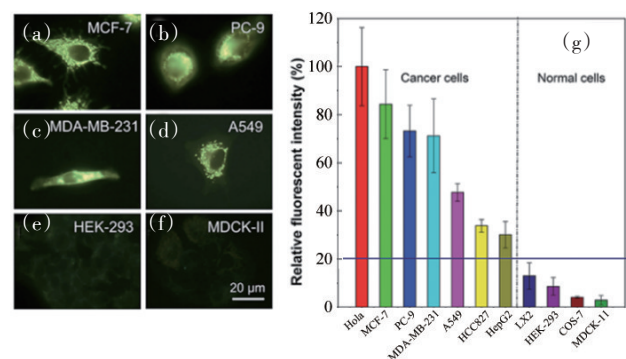 (a) MCF-7
(b) PC-9
(c) MDA-MB-231
(d) A549
(e) HEK-293
(f) MDCK-II
20 μm
(g)
Cancer cells
Normal cells
Relative fluorescent intensity (%)
120
100
80
60
40
20
0
Hola
MCF-7
PC-9
MDA-MB-231
A549
HCC827
HepG2
LX2
HEK-293
COS-7
MDCK-11